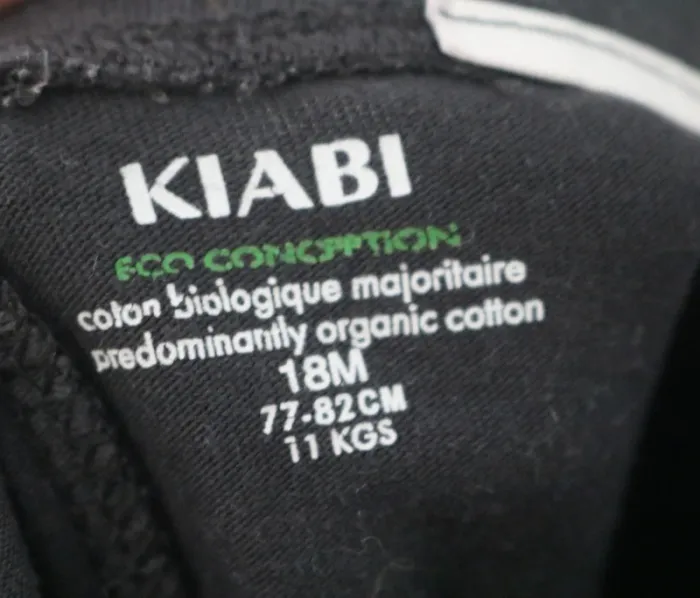 KIABI
ECO CONCEPTION
coton biologique majoritaire
predominantly organic cotton
18M
77-82CM
11 KGS